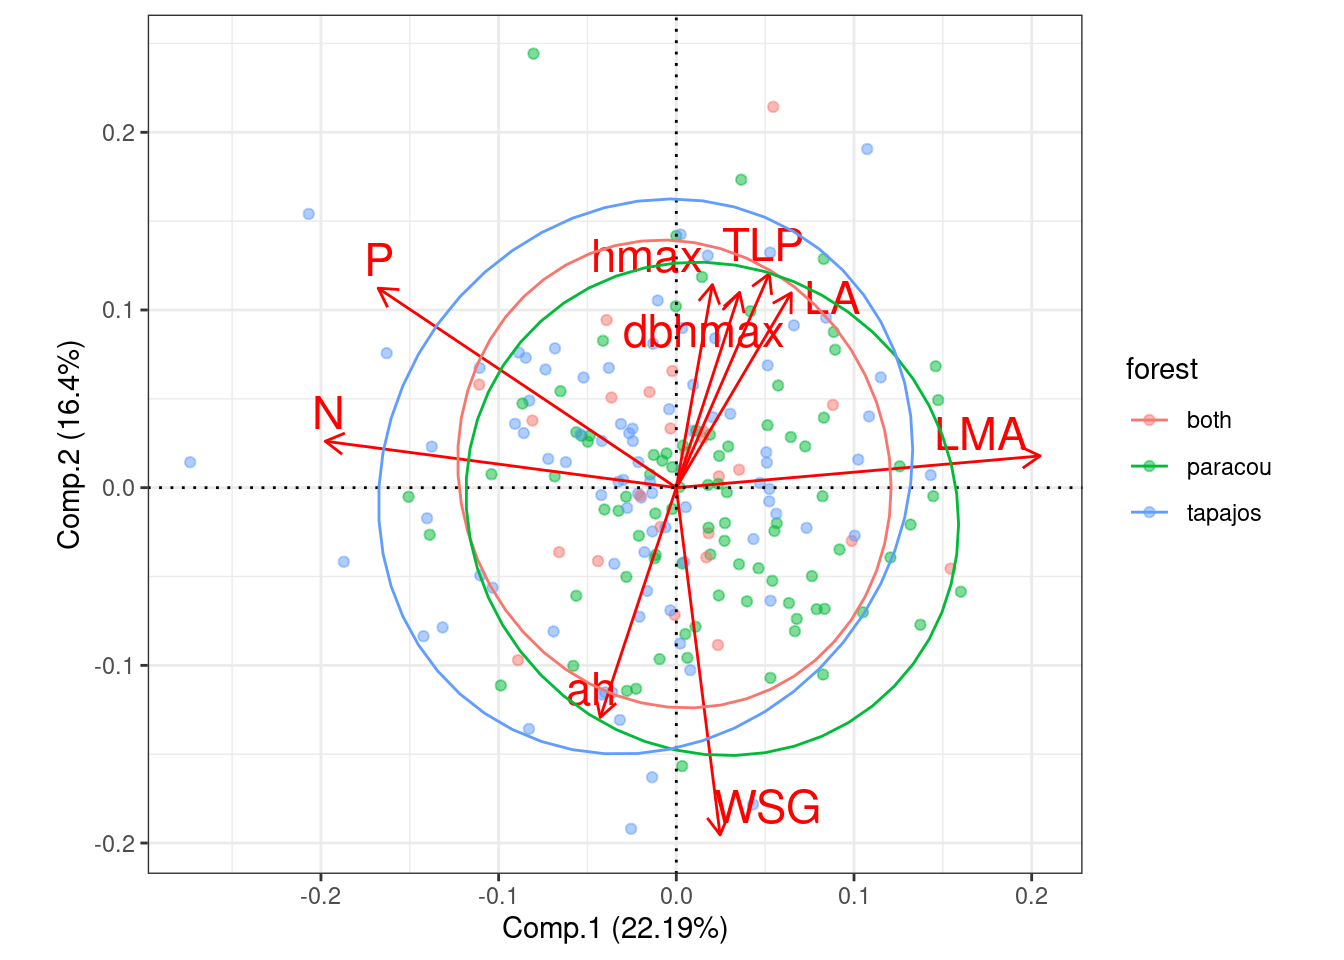 0.2
0.1
0.0
-0.1
-0.2
Comp.2 (16.4%)
P
N
hmax
TLP
LA
dbhmax
LMA
ah
WSG
-0.2
-0.1
0.0
0.1
0.2
Comp.1 (22.19%)
forest
both
paracou
tapajos